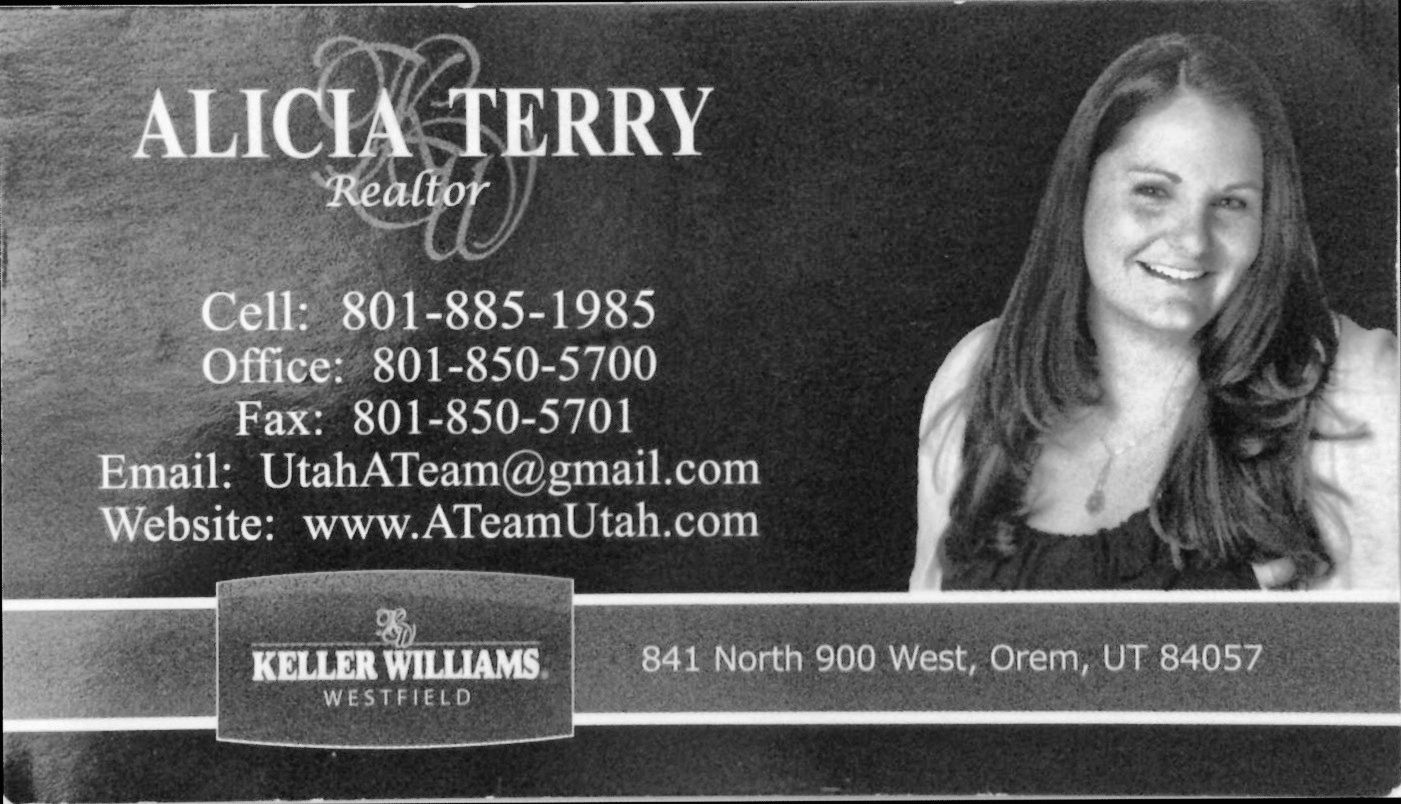 ALICIA TERRY
Realtor
Cell: 801-885-1985
Office: 801-850-5700
Fax: 801-850-5701
Email: UtahATeam@gmail.com
Website: www.ATeamUtah.com
KW
KELLER WILLIAMS®
WESTFIELD
841 North 900 West, Orem, UT 84057